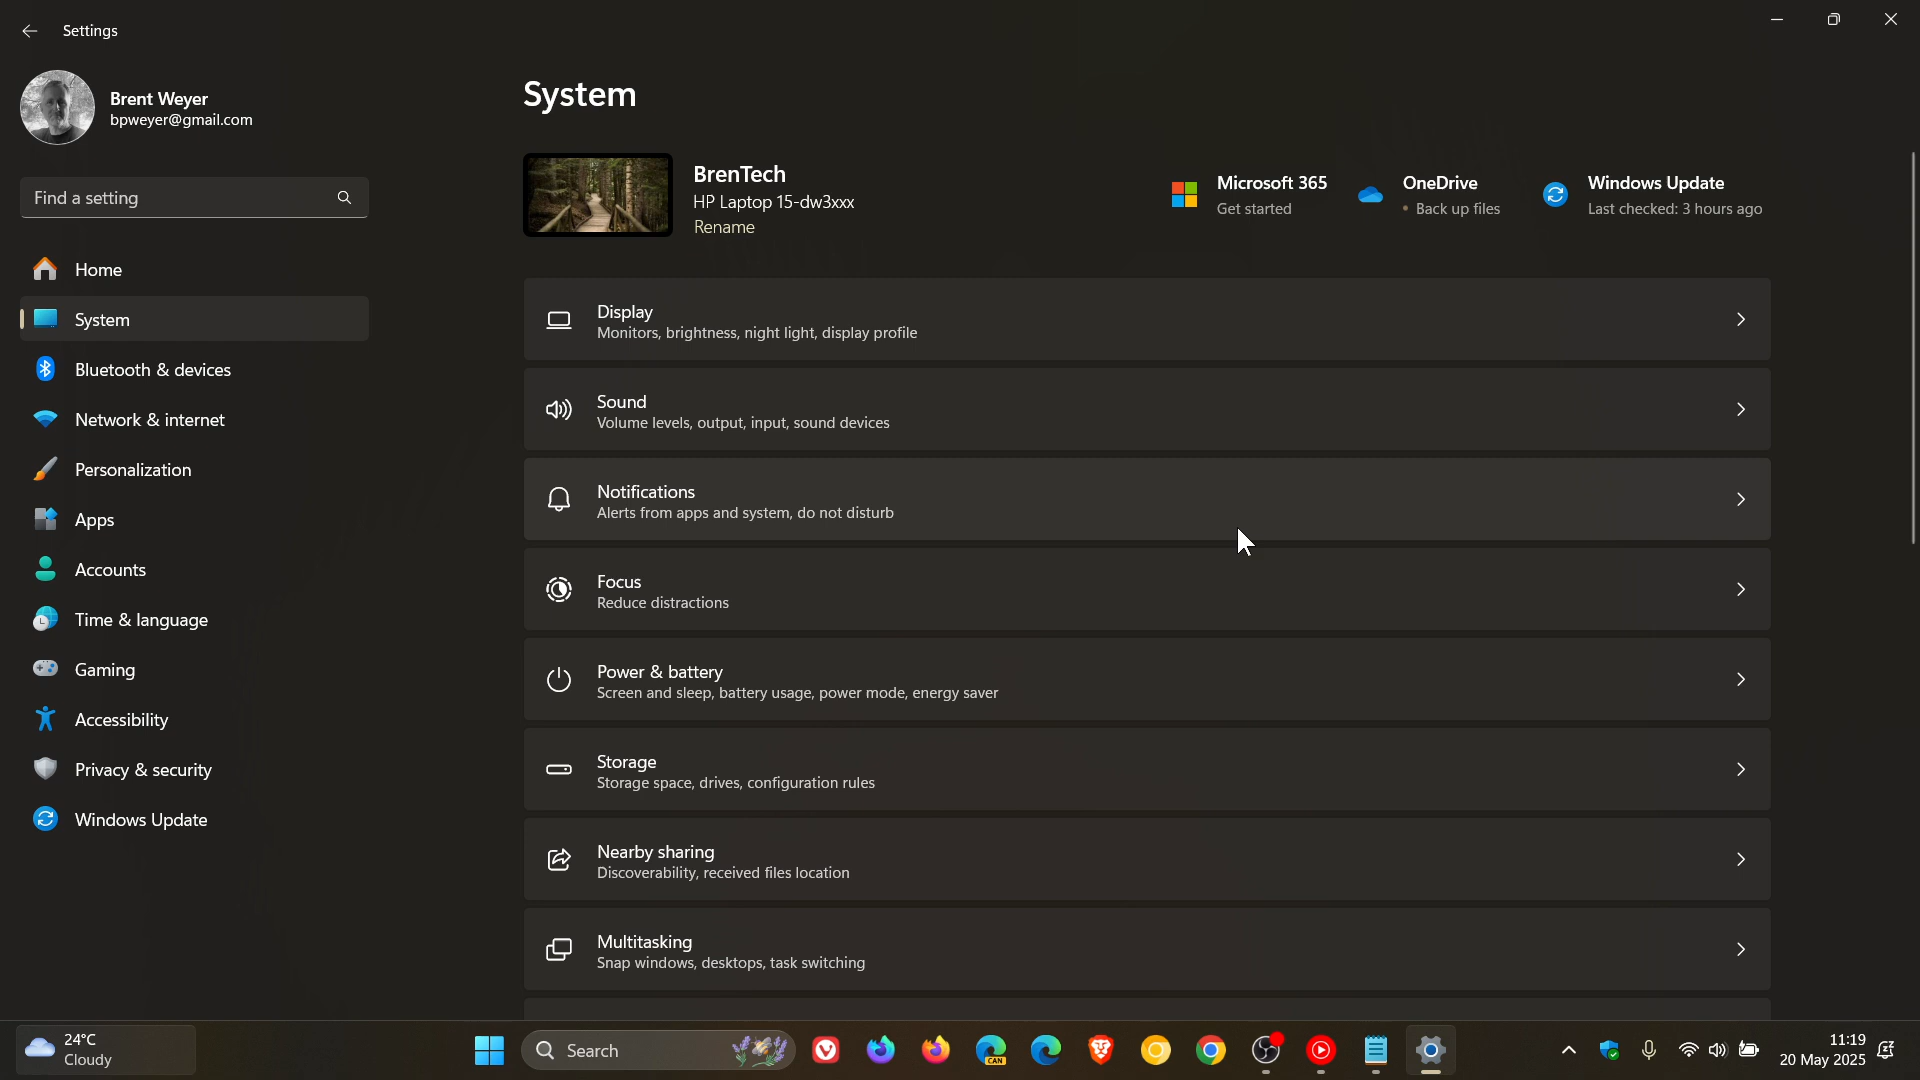 Settings
Brent Weyer
bpweyer@gmail.com
Find a setting
Home
System
Bluetooth & devices
Network & internet
Personalization
Apps
Accounts
Time & language
Gaming
Accessibility
Privacy & security
Windows Update
System
BrenTech
HP Laptop 15-dw3xxx
Rename
Microsoft 365
Get started
OneDrive
• Back up files
Windows Update
Last checked: 3 hours ago
Display
Monitors, brightness, night light, display profile
Sound
Volume levels, output, input, sound devices
Notifications
Alerts from apps and system, do not disturb
Focus
Reduce distractions
Power & battery
Screen and sleep, battery usage, power mode, energy saver
Storage
Storage space, drives, configuration rules
Nearby sharing
Discoverability, received files location
Multitasking
Snap windows, desktops, task switching
24°C
Cloudy
Search
CAN
11:19
20 May 2025